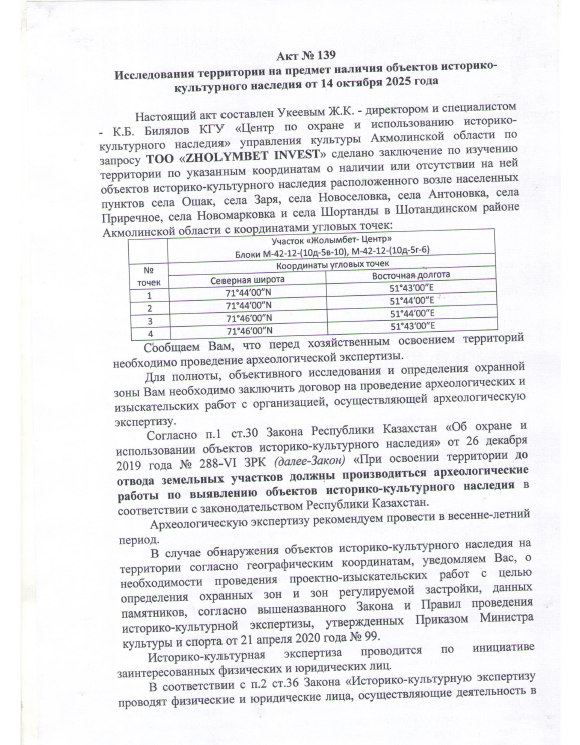 Акт № 139
Исследования территории на предмет наличия объектов историко-
культурного наследия от 14 октября 2025 года
Настоящий акт составлен Укеевым Ж.К. - директором и специалистом
- К.Б. Билялов КГУ «Центр по охране и использованию историко-
культурного наследия» управления культуры Акмолинской области по
запросу ТОО «ZHOLYMBET INVEST» сделано заключение по изучению
территории по указанным координатам о наличии или отсутствии на ней
объектов историко-культурного наследия расположенного возле населенных
пунктов села Ошак, села Заря, села Новоселовка, села Антоновка, села
Приречное, села Новомарковка и села Шортанды в Шотандинском районе
Акмолинской области с координатами угловых точек:
Участок «Жолымбет- Центр»
Блоки М-42-12-(10д-5в-10), М-42-12-(10д-5г-6)
№ точек
Координаты угловых точек
Северная широта Восточная долгота
1 71°44'00"N 51°43'00"E
2 71°44'00"N 51°44'00"E
3 71°46'00"N 51°44'00"E
4 71°46'00"N 51°43'00"E
Сообщаем Вам, что перед хозяйственным освоением территорий
необходимо проведение археологической экспертизы.
Для полноты, объективного исследования и определения охранной
зоны Вам необходимо заключить договор на проведение археологических и
изыскательских работ с организацией, осуществляющей археологическую
экспертизу.
Согласно п.1 ст.30 Закона Республики Казахстан «Об охране и
использовании объектов историко-культурного наследия» от 26 декабря
2019 года № 288-VI ЗРК (далее-Закон) «При освоении территории до
отвода земельных участков должны производиться археологические
работы по выявлению объектов историко-культурного наследия в
соответствии с законодательством Республики Казахстан.
Археологическую экспертизу рекомендуем провести в весенне-летний
период.
В случае обнаружения объектов историко-культурного наследия на
территории согласно географическим координатам, уведомляем Вас, о
необходимости проведения проектно-изыскательских работ с целью
определения охранных зон и зон регулируемой застройки, данных
памятников, согласно вышеназванного Закона и Правил проведения
историко-культурной экспертизы, утвержденных Приказом Министра
культуры и спорта от 21 апреля 2020 года № 99.
Историко-культурная экспертиза проводится по инициативе
заинтересованных физических и юридических лиц.
В соответствии с п.2 ст.36 Закона «Историко-культурную экспертизу
проводят физические и юридические лица, осуществляющие деятельность в